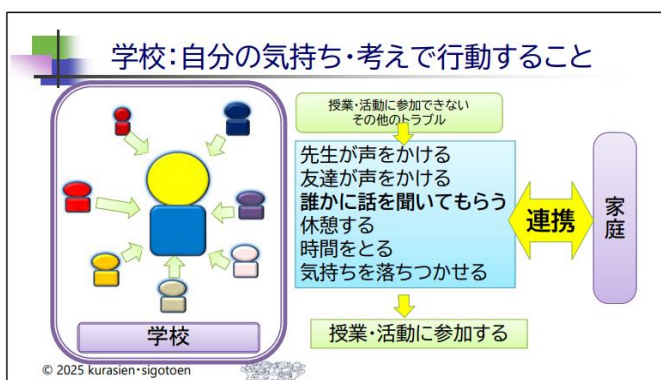 学校:自分の気持ち・考えで行動すること
授業・活動に参加できない
その他のトラブル
先生が声をかける
友達が声をかける
誰かに話を聞いてもらう
休憩する
時間をとる
気持ちを落ちつかせる
連携
家庭
授業・活動に参加する
学校
© 2025 kurasien・sigotoen